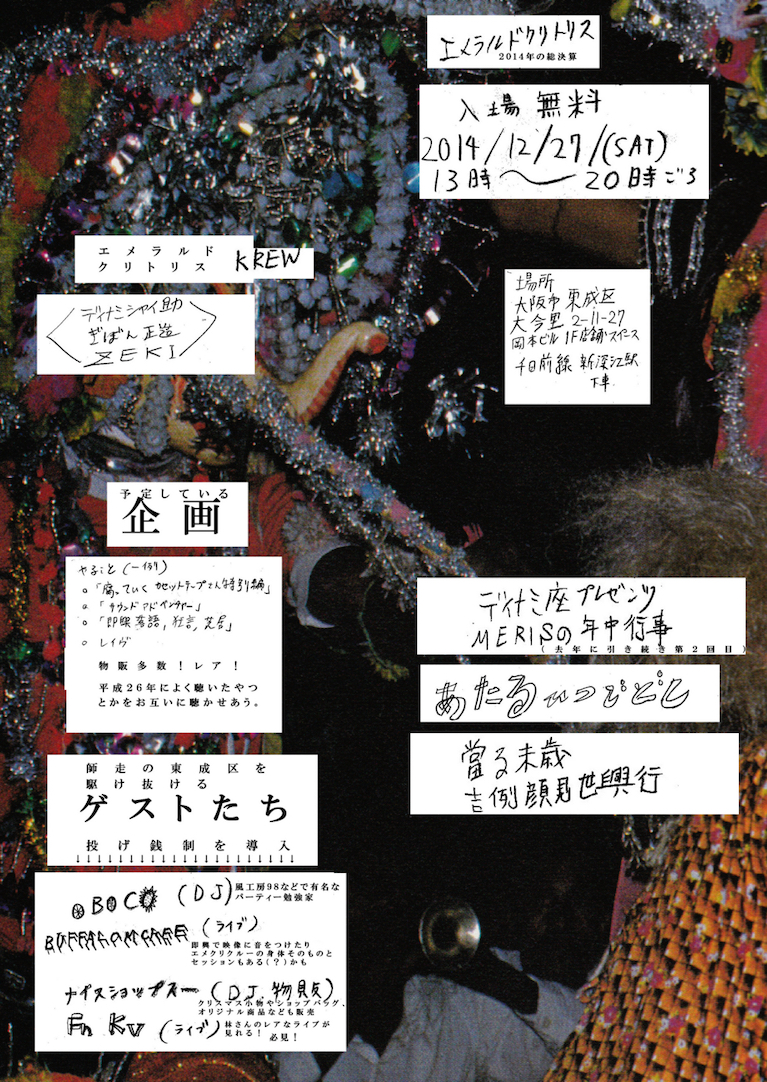 エメラルドクリトリス
2014年の総決算
入場 無料
2014/12/27/(SAT)
13時〜20時ごろ
エメラルド
クリトリス KREW
ディナミシャイ助
ぎぼん 正造
ZEKI
場所
大阪市東成区
大今里 2-11-27
岡本ビル 1F店舗スペース
千日前線 新深江駅
下車
予定している
企画
やること (一例)
○「腐っていくカセットテープさん特別編」
○「サウンドアドベンチャー」
○「即興落語, 狂言, 芝居」
○ レイヴ
物販多数！レア！
平成26年によく聴いたやつ
とかをお互いに聴かせあう。
ディナミ座プレゼンツ
MERISの年中行事
(去年に引き続き第2回目)
あたるひつじどし
當る未歳
吉例顔見世興行
師走の東成区を
駆け抜ける
ゲストたち
投げ銭制を導入
↓↓↓↓↓↓↓↓↓↓↓↓↓↓↓↓↓↓↓↓↓
OBOCO (DJ) 風工房98などで有名な
パーティー勉強家
(ライブ)
即興で映像に音をつけたり
エメクリクルーの身体そのものと
セッションもある(？)かも
ナイスショップスー (DJ, 物販)
クリスマス小物やショップバッグ、
オリジナル商品なども販売
(ライブ) 林さんのレアなライブが
見れる！ 必見！